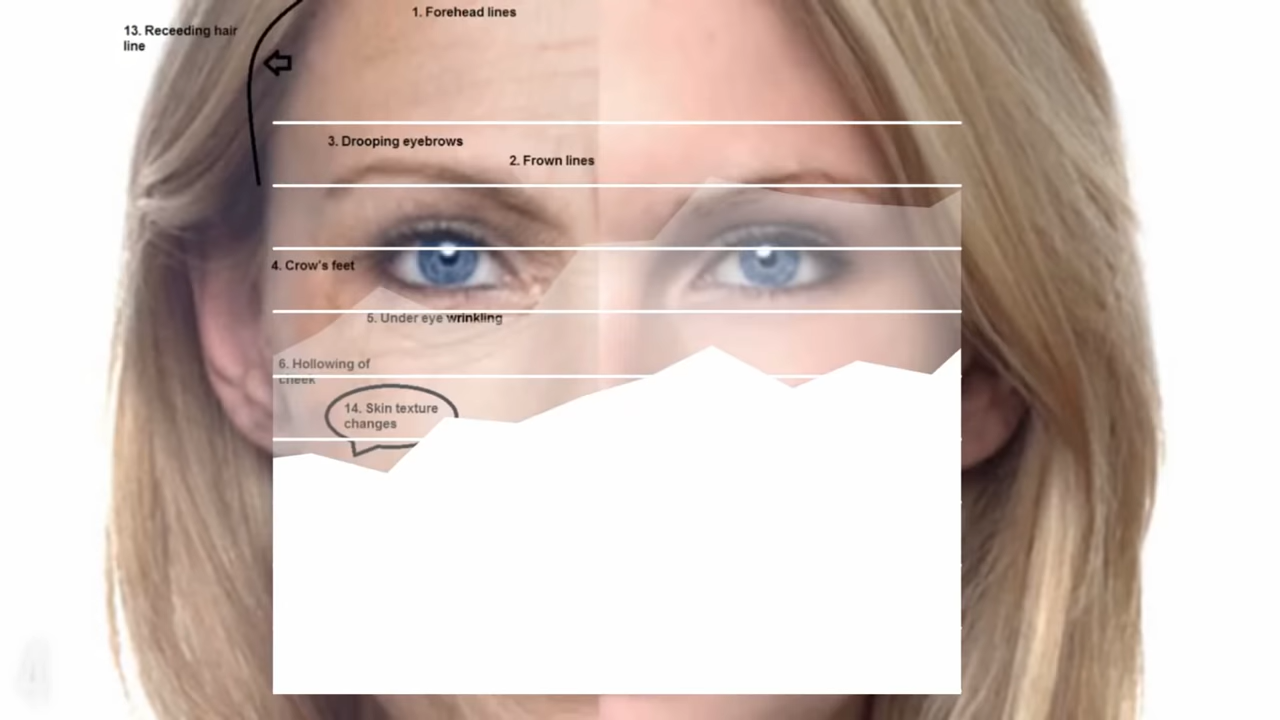 1. Forehead lines
13. Receeding hair
line
3. Drooping eyebrows
2. Frown lines
4. Crow's feet
5. Under eye wrinkling
6. Hollowing of
cheek
14. Skin texture
changes